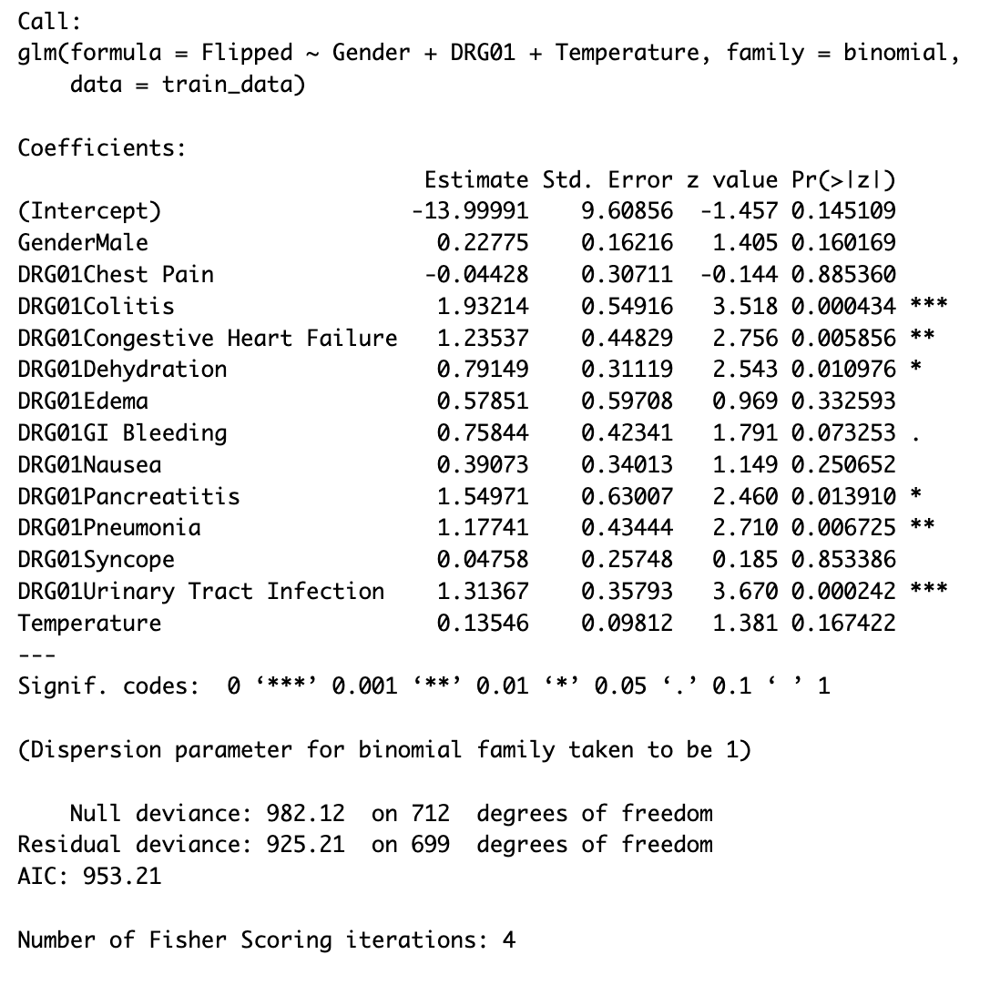 Call:
glm(formula = Flipped ~ Gender + DRG01 + Temperature, family = binomial,
    data = train_data)

Coefficients:
                             Estimate Std. Error z value Pr(>|z|)
(Intercept)                 -13.99991    9.60856  -1.457 0.145109
GenderMale                    0.22775    0.16216   1.405 0.160169
DRG01Chest Pain              -0.04428    0.30711  -0.144 0.885360
DRG01Colitis                  1.93214    0.54916   3.518 0.000434 ***
DRG01Congestive Heart Failure 1.23537    0.44829   2.756 0.005856 **
DRG01Dehydration              0.79149    0.31119   2.543 0.010976 *
DRG01Edema                    0.57851    0.59708   0.969 0.332593
DRG01GI Bleeding              0.75844    0.42341   1.791 0.073253 .
DRG01Nausea                   0.39073    0.34013   1.149 0.250652
DRG01Pancreatitis             1.54971    0.63007   2.460 0.013910 *
DRG01Pneumonia                1.17741    0.43444   2.710 0.006725 **
DRG01Syncope                  0.04758    0.25748   0.185 0.853386
DRG01Urinary Tract Infection  1.31367    0.35793   3.670 0.000242 ***
Temperature                   0.13546    0.09812   1.381 0.167422
---
Signif. codes:  0 ‘***’ 0.001 ‘**’ 0.01 ‘*’ 0.05 ‘.’ 0.1 ‘ ’ 1

(Dispersion parameter for binomial family taken to be 1)

    Null deviance: 982.12  on 712  degrees of freedom
Residual deviance: 925.21  on 699  degrees of freedom
AIC: 953.21

Number of Fisher Scoring iterations: 4